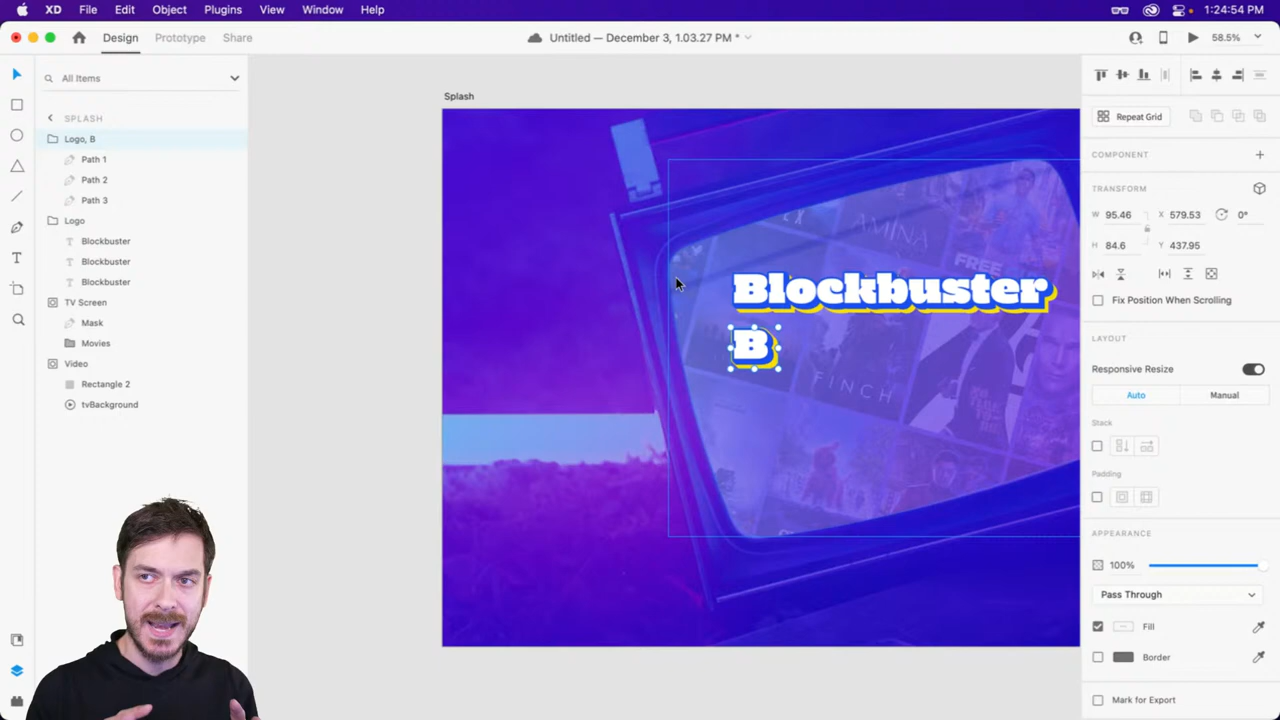 XD File Edit Object Plugins View Window Help 1:24:54 PM
Design Prototype Share Untitled — December 3, 1.03.27 PM * 58.5%
All Items
SPLASH
Logo, B
Path 1
Path 2
Path 3
Logo
Blockbuster
Blockbuster
Blockbuster
TV Screen
Mask
Movies
Video
Rectangle 2
tvBackground
Splash
AMINA
FREE
Blockbuster
B
FINCH
Repeat Grid
COMPONENT
TRANSFORM
W 95.46 X 579.53 0°
H 84.6 Y 437.95
Fix Position When Scrolling
LAYOUT
Responsive Resize
Auto Manual
Stack
Padding
APPEARANCE
100%
Pass Through
Fill
Border
Mark for Export